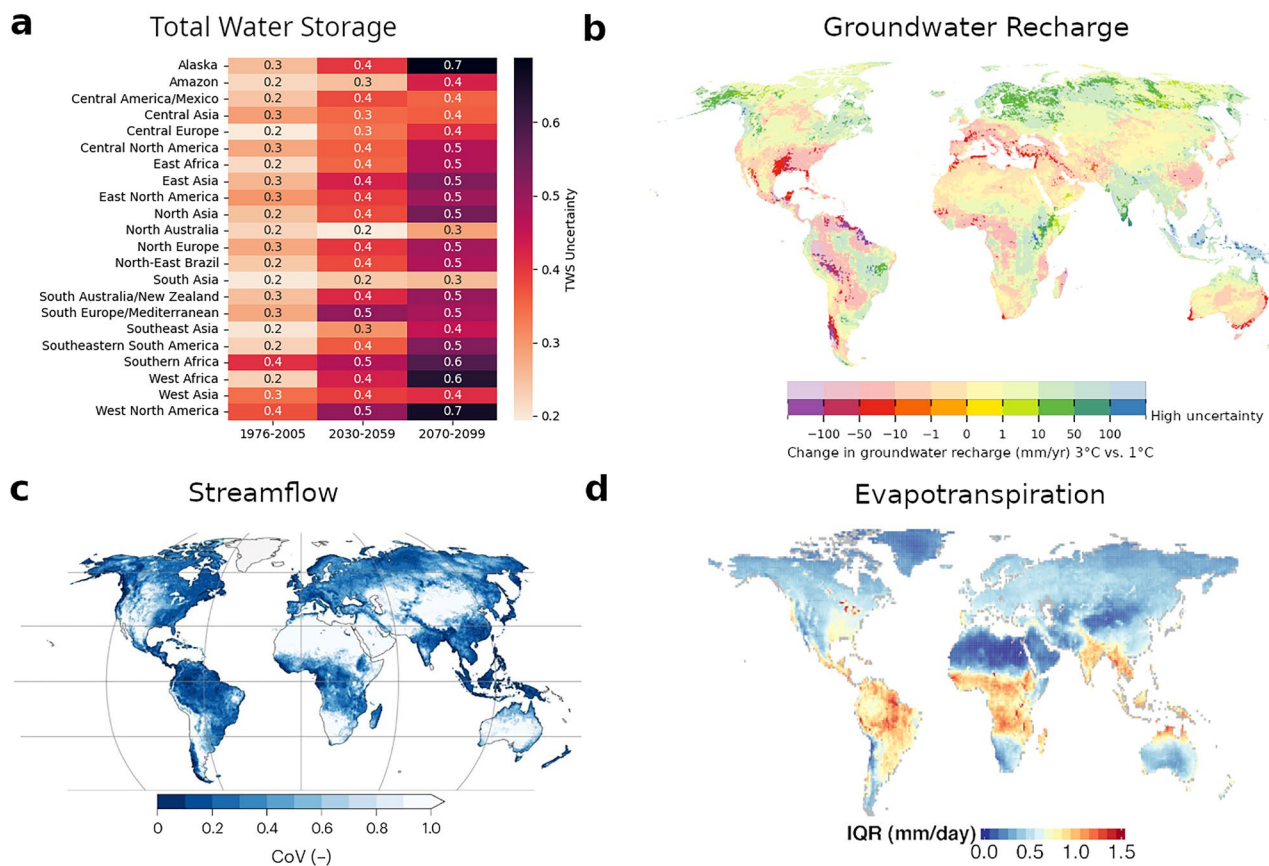 a
Total Water Storage
Alaska 0.3 0.4 0.7
Amazon 0.2 0.3 0.4
Central America/Mexico 0.2 0.4 0.4
Central Asia 0.3 0.3 0.4
Central Europe 0.2 0.3 0.4
Central North America 0.3 0.4 0.5
East Africa 0.2 0.4 0.5
East Asia 0.3 0.4 0.5
East North America 0.3 0.4 0.5
North Asia 0.2 0.4 0.5
North Australia 0.2 0.2 0.3
North Europe 0.3 0.4 0.5
North-East Brazil 0.2 0.4 0.5
South Asia 0.2 0.2 0.3
South Australia/New Zealand 0.3 0.4 0.5
South Europe/Mediterranean 0.3 0.5 0.5
Southeast Asia 0.2 0.3 0.4
Southeastern South America 0.2 0.4 0.5
Southern Africa 0.4 0.5 0.6
West Africa 0.2 0.4 0.6
West Asia 0.3 0.4 0.4
West North America 0.4 0.5 0.7
1976-2005 2030-2059 2070-2099
0.6
0.5
0.4
0.3
0.2
TWS Uncertainty
b
Groundwater Recharge
High uncertainty
−100 −50 −10 −1 0 1 10 50 100
Change in groundwater recharge (mm/yr) 3°C vs. 1°C
c
Streamflow
0 0.2 0.4 0.6 0.8 1.0
CoV (–)
d
Evapotranspiration
IQR (mm/day)
0.0 0.5 1.0 1.5